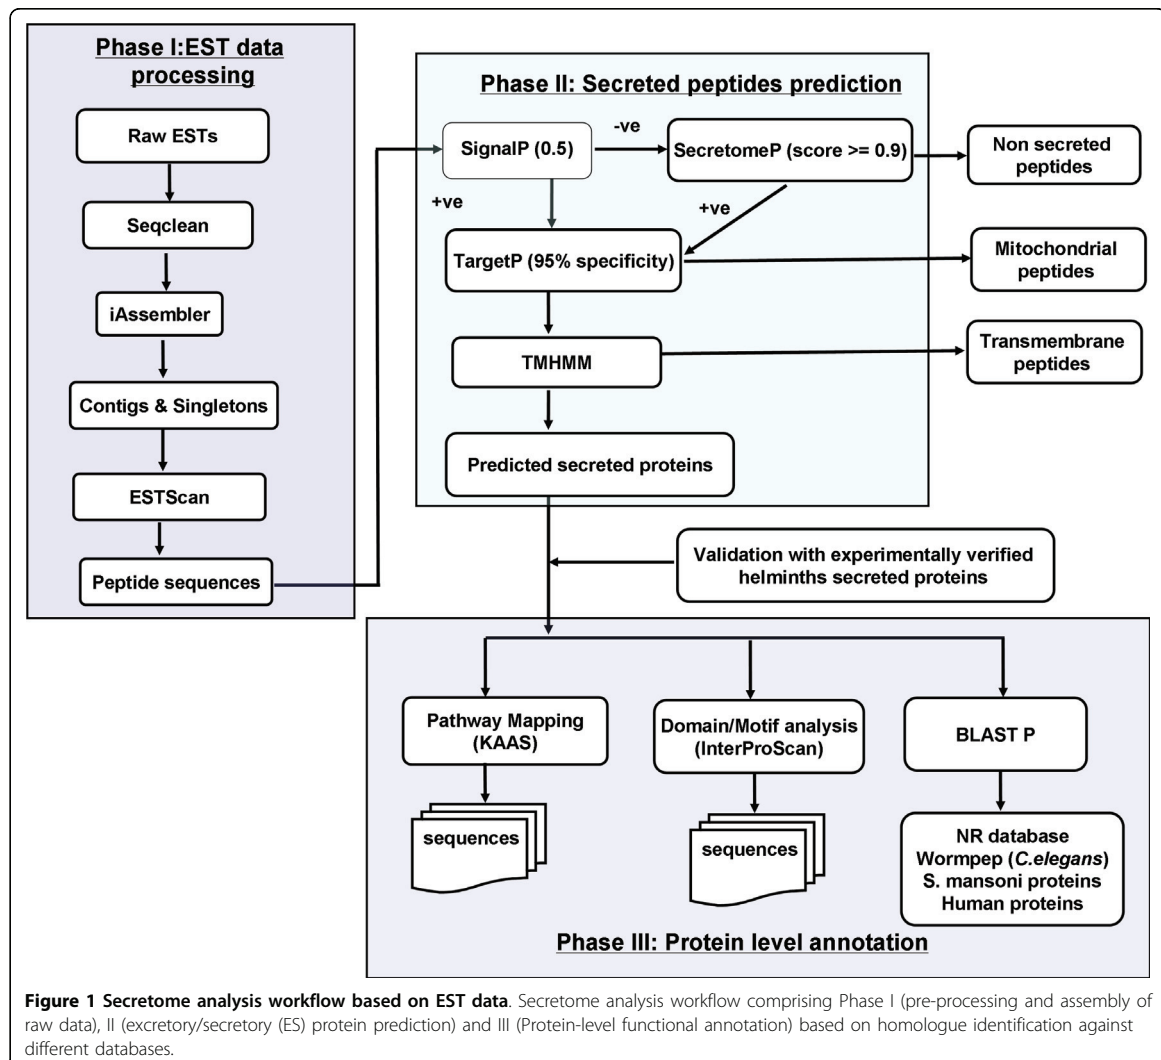 Phase I:EST data
processing
Raw ESTs
Seqclean
iAssembler
Contigs & Singletons
ESTScan
Peptide sequences
Phase II: Secreted peptides prediction
SignalP (0.5)
-ve
SecretomeP (score >= 0.9)
Non secreted
peptides
+ve
+ve
TargetP (95% specificity)
Mitochondrial
peptides
TMHMM
Transmembrane
peptides
Predicted secreted proteins
Validation with experimentally verified
helminths secreted proteins
Pathway Mapping
(KAAS)
sequences
Domain/Motif analysis
(InterProScan)
sequences
BLAST P
NR database
Wormpep (C.elegans)
S. mansoni proteins
Human proteins
Phase III: Protein level annotation
Figure 1 Secretome analysis workflow based on EST data. Secretome analysis workflow comprising Phase I (pre-processing and assembly of
raw data), II (excretory/secretory (ES) protein prediction) and III (Protein-level functional annotation) based on homologue identification against
different databases.